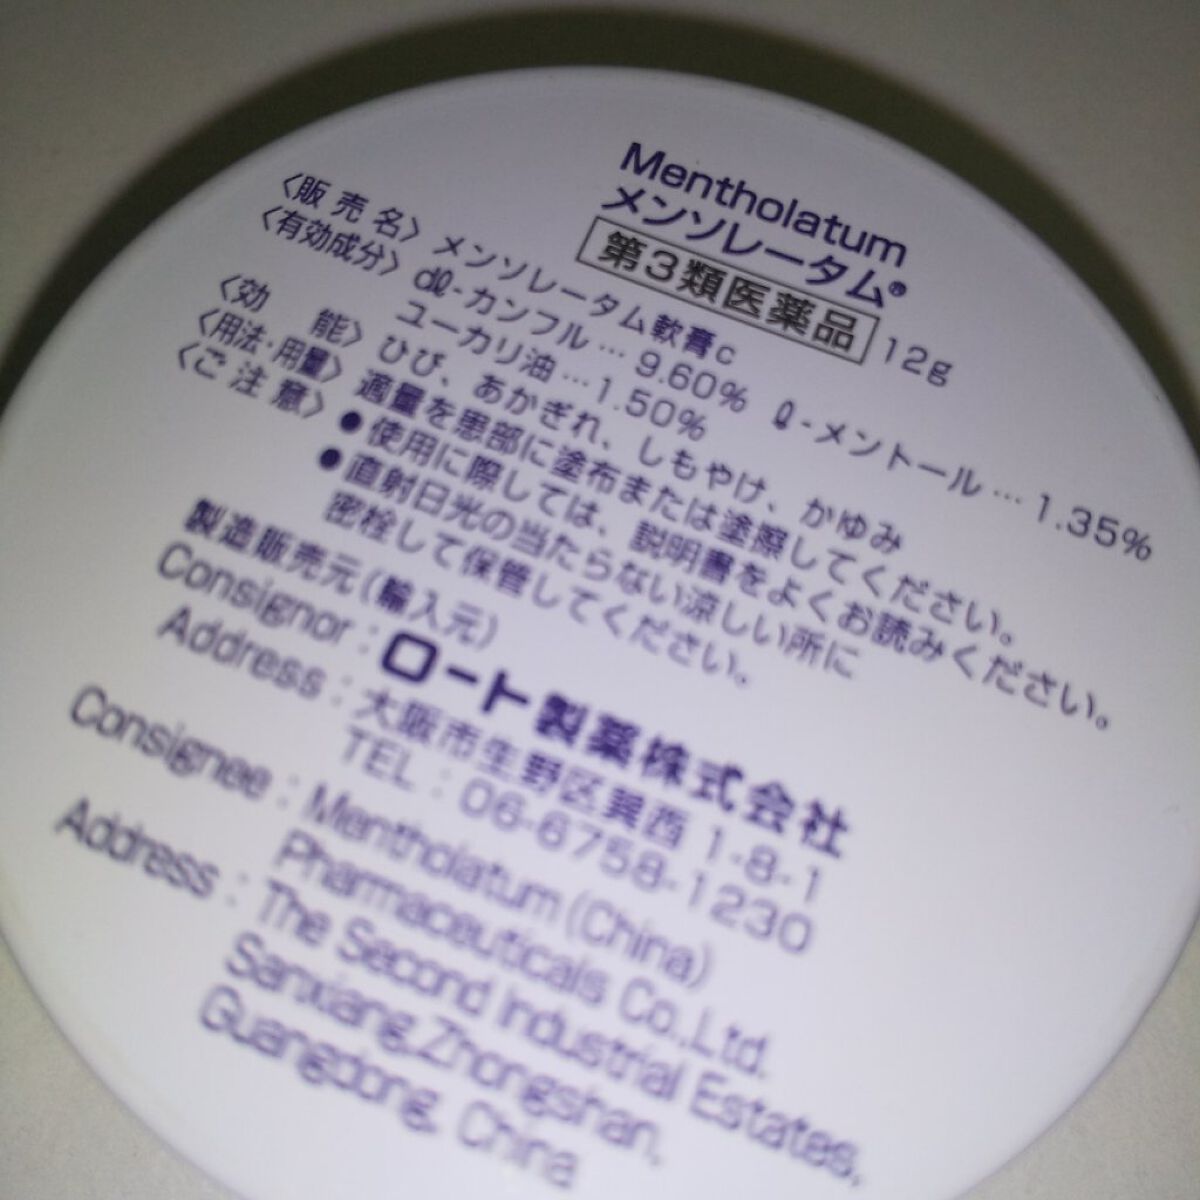 Mentholatum
メンソレータム®
第3類医薬品 12g
〈販売名〉メンソレータム軟膏c
〈有効成分〉dℓ-カンフル…9.60% ℓ-メントール…1.35%
ユーカリ油…1.50%
〈効能〉ひび、あかぎれ、しもやけ、かゆみ
〈用法・用量〉適量を患部に塗布または塗擦してください。
〈ご注意〉●使用に際しては、説明書をよくお読みください。
●直射日光の当たらない涼しい所に
密栓して保管してください。
製造販売元(輸入元)
Consignor：ロート製薬株式会社
Address：大阪市生野区巽西 1-8-1
TEL：06-6758-1230
Consignee：Mentholatum (China)
Pharmaceuticals Co.,Ltd.
Address：The Second Industrial Estates,
Sanxiang,Zhongshan,
Guangdong, China